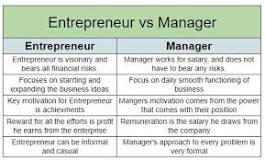 Entrepreneur vs Manager
Entrepreneur
Manager
Entrepreneur is visionary and
bears all financial risks
Manager works for salary, and does
not have to bear any risks.
Focuses on starrting and
expanding the business ideas
Focus on daily smooth functioning of
business
Key motivation for Entrepreneur
is achievments
Mangers motivation comes from the power
that comes with their position
Reward for all the efforts is profit
he earns from the enterprise
Remuneration is the salary he draws from
the company
Entrepreneur can be informal
and casual
Manager's approach to every problem is
very formal